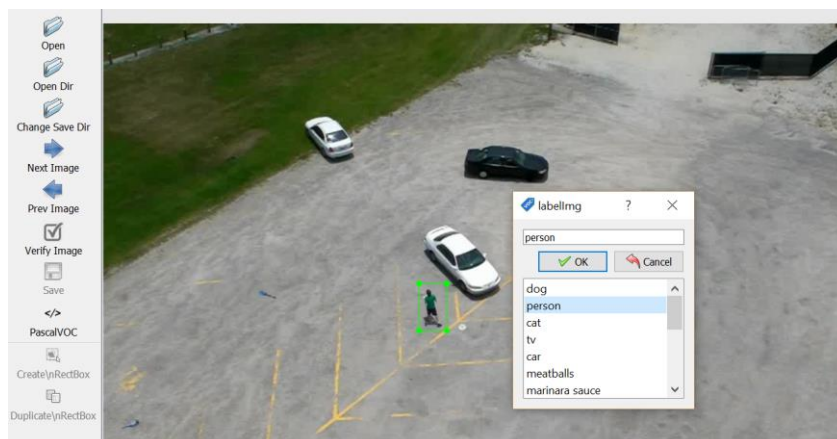 Open
Open Dir
Change Save Dir
Next Image
Prev Image
Verify Image
Save
</>
PascalVOC
Create\nRectBox
Duplicate\nRectBox
labelImg ?
person
OK Cancel
dog
person
cat
tv
car
meatballs
marinara sauce